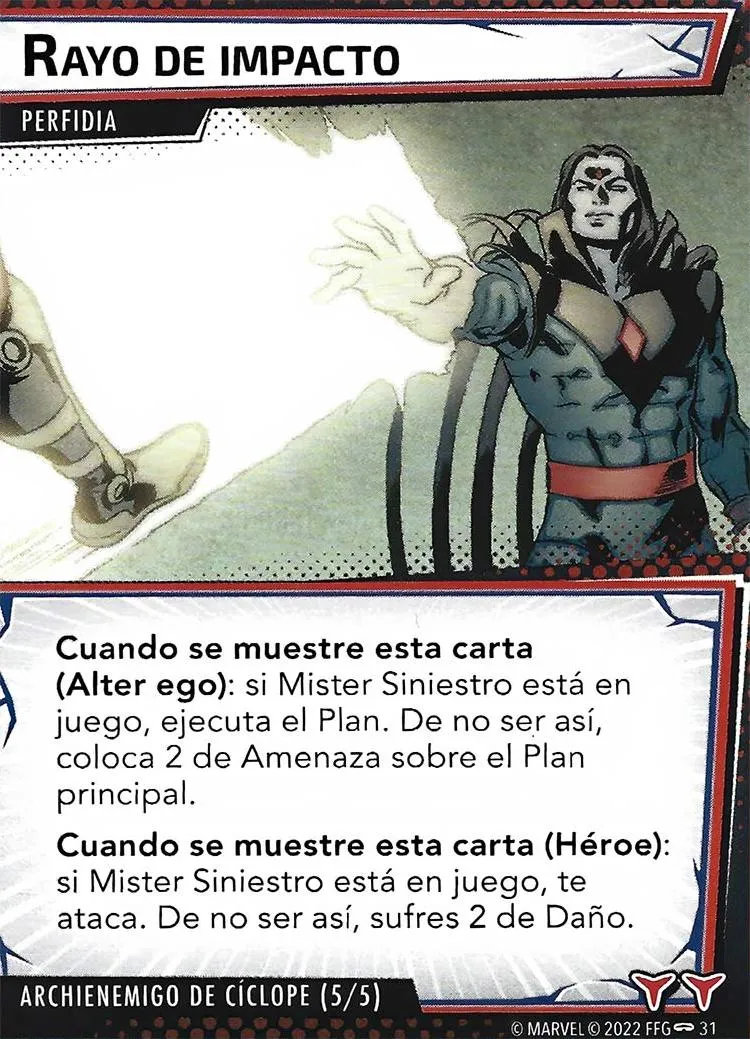 RAYO DE IMPACTO
PERFIDIA
Cuando se muestre esta carta
(Alter ego): si Mister Siniestro está en
juego, ejecuta el Plan. De no ser así,
coloca 2 de Amenaza sobre el Plan
principal.
Cuando se muestre esta carta (Héroe):
si Mister Siniestro está en juego, te
ataca. De no ser así, sufres 2 de Daño.
ARCHIENEMIGO DE CÍCLOPE (5/5)
© MARVEL © 2022 FFG 31